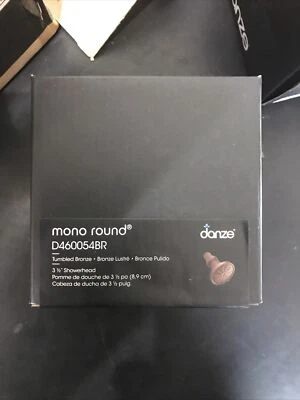 DANZE
mono round®
D460054BR
danze®
Tumbled Bronze • Bronze Lustré • Bronce Pulido
3 ½" Showerhead
Pomme de douche de 3 ½ po (8,9 cm)
Cabeza de ducha de 3 ½ pulg.